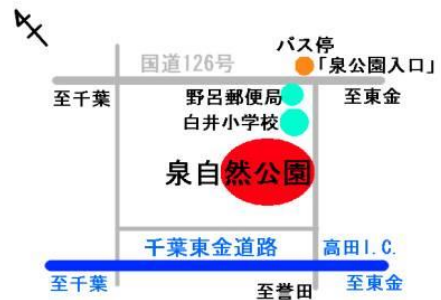 バス停
国道126号
「泉公園入口」
至千葉
野呂郵便局
至東金
白井小学校
泉自然公園
千葉東金道路
高田I.C.
至千葉
至誉田
至東金